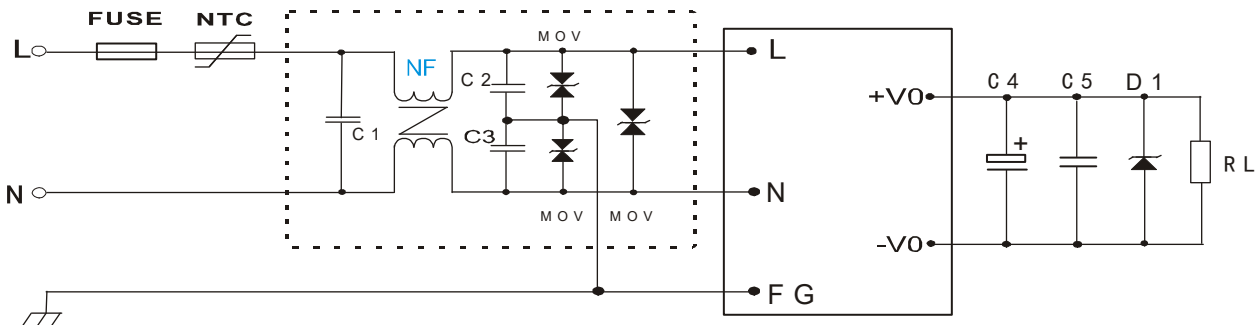 FUSE NTC
MOV
L
NF
C2
L
C1
C3
+V0
C4 C5 D1
+
RL
N
N
MOV MOV
-V0
FG